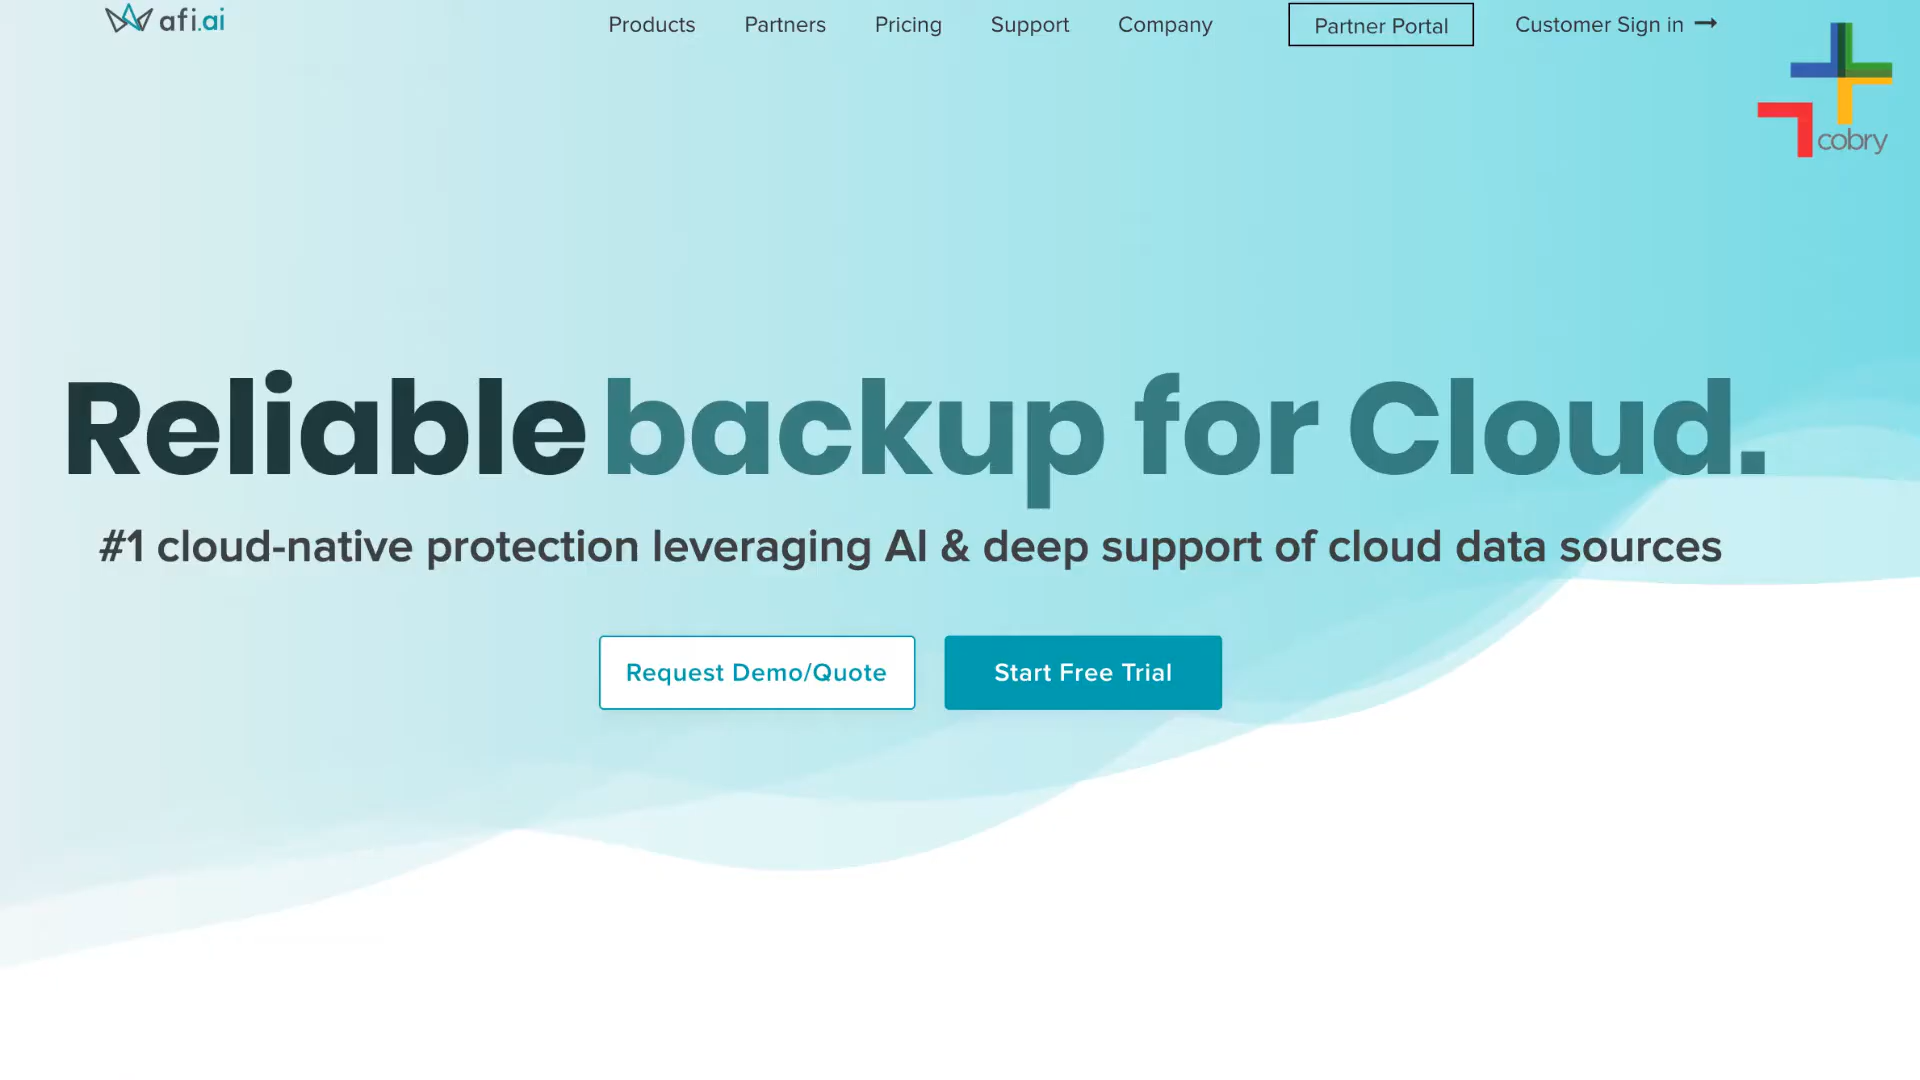 afi.ai
Products Partners Pricing Support Company Partner Portal Customer Sign in
cobry
Reliable backup for Cloud.
#1 cloud-native protection leveraging AI & deep support of cloud data sources
Request Demo/Quote Start Free Trial